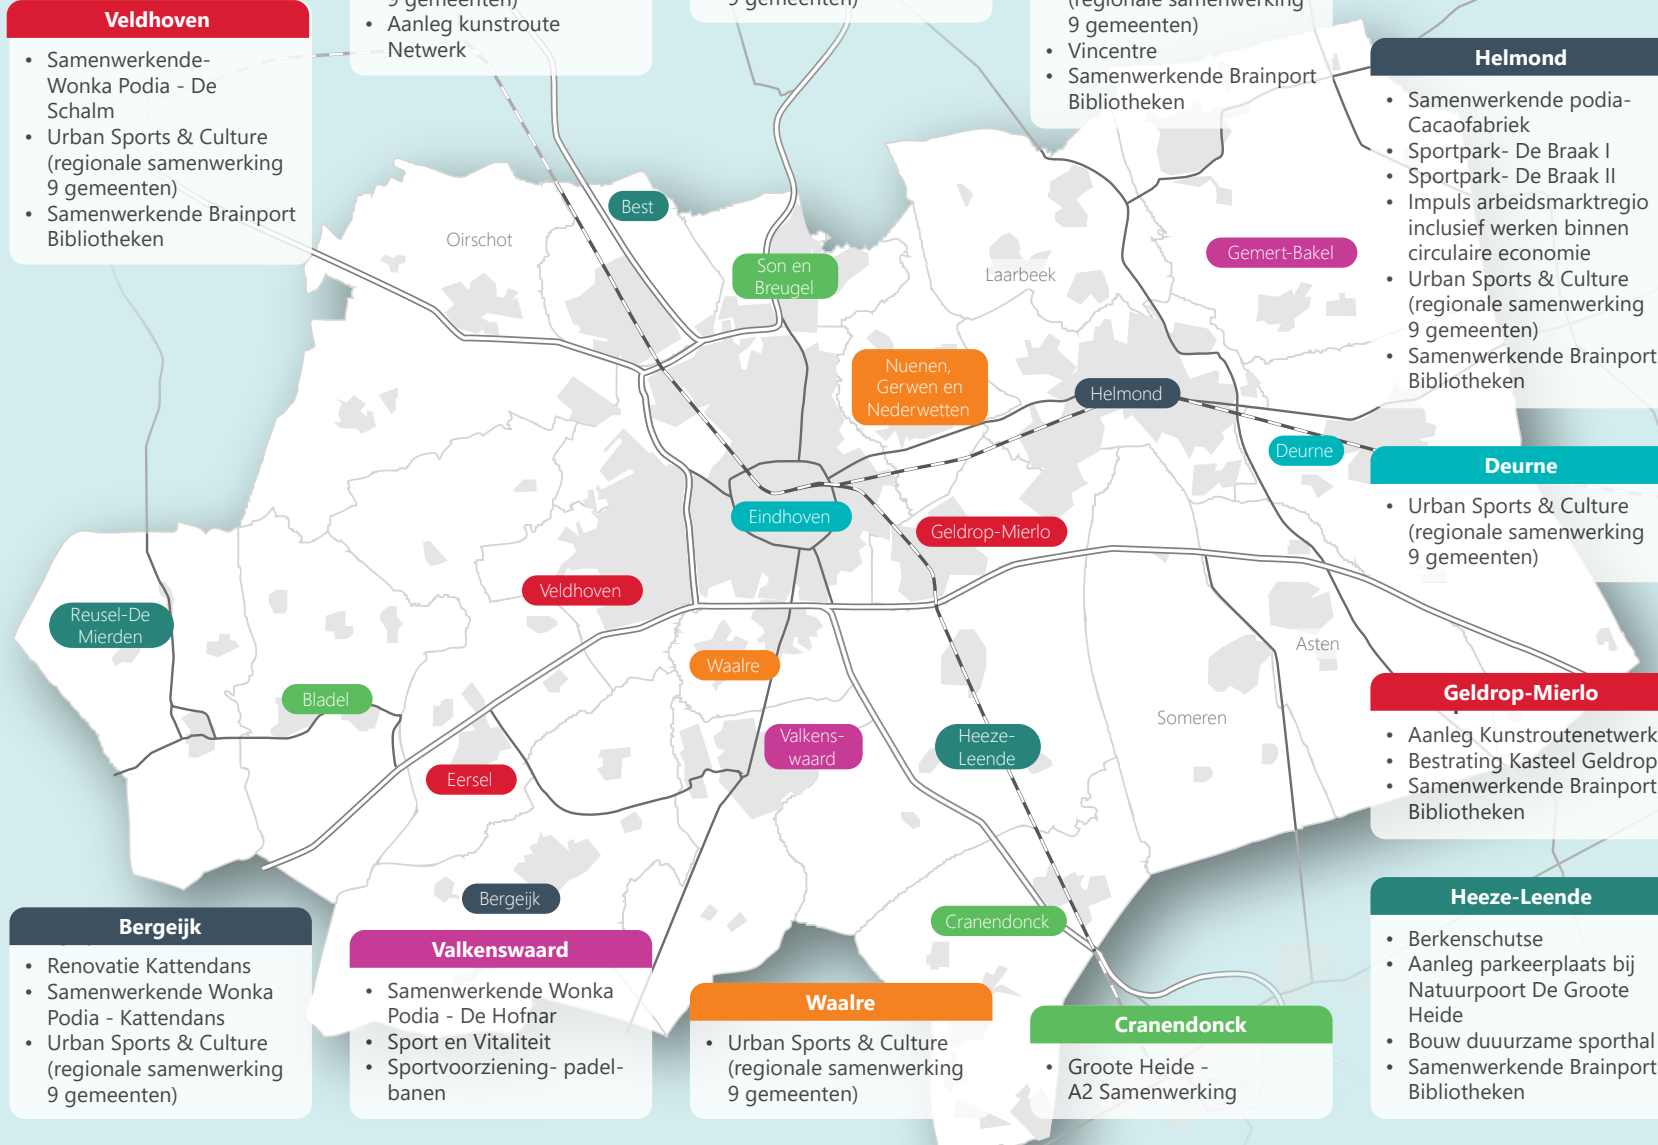 Veldhoven
• Samenwerkende-
Wonka Podia - De
Schalm
• Urban Sports & Culture
(regionale samenwerking
9 gemeenten)
• Samenwerkende Brainport
Bibliotheken
9 gemeenten)
• Aanleg kunstroute
Netwerk
9 gemeenten)
(regionale samenwerking
9 gemeenten)
• Vincentre
• Samenwerkende Brainport
Bibliotheken
Helmond
• Samenwerkende podia-
Cacaofabriek
• Sportpark- De Braak I
• Sportpark- De Braak II
• Impuls arbeidsmarktregio
inclusief werken binnen
circulaire economie
• Urban Sports & Culture
(regionale samenwerking
9 gemeenten)
• Samenwerkende Brainport
Bibliotheken
Best
Oirschot
Son en
Breugel
Laarbeek
Gemert-Bakel
Nuenen,
Gerwen en
Nederwetten
Helmond
Deurne
Eindhoven
Geldrop-Mierlo
Veldhoven
Reusel-De
Mierden
Waalre
Asten
Bladel
Someren
Valkens-
waard
Heeze-
Leende
Eersel
Bergeijk
Cranendonck
Deurne
• Urban Sports & Culture
(regionale samenwerking
9 gemeenten)
Geldrop-Mierlo
• Aanleg Kunstroutenetwerk
• Bestrating Kasteel Geldrop
• Samenwerkende Brainport
Bibliotheken
Bergeijk
• Renovatie Kattendans
• Samenwerkende Wonka
Podia - Kattendans
• Urban Sports & Culture
(regionale samenwerking
9 gemeenten)
Valkenswaard
• Samenwerkende Wonka
Podia - De Hofnar
• Sport en Vitaliteit
• Sportvoorziening- padel-
banen
Waalre
• Urban Sports & Culture
(regionale samenwerking
9 gemeenten)
Cranendonck
• Groote Heide -
A2 Samenwerking
Heeze-Leende
• Berkenschutse
• Aanleg parkeerplaats bij
Natuurpoort De Groote
Heide
• Bouw duuurzame sporthal
• Samenwerkende Brainport
Bibliotheken